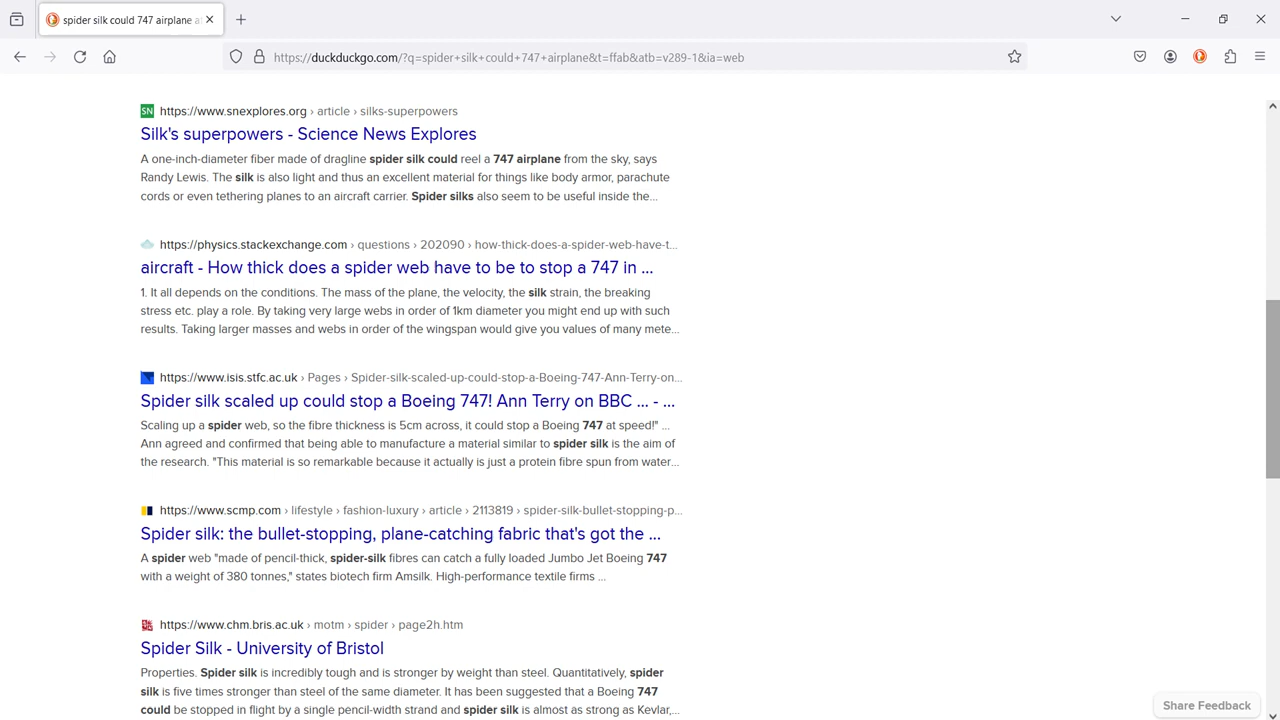 spider silk could 747 airplane a
https://duckduckgo.com/?q=spider+silk+could+747+airplane&t=ffab&atb=v289-1&ia=web
SN https://www.snexplores.org › article › silks-superpowers
Silk's superpowers - Science News Explores
A one-inch-diameter fiber made of dragline spider silk could reel a 747 airplane from the sky, says
Randy Lewis. The silk is also light and thus an excellent material for things like body armor, parachute
cords or even tethering planes to an aircraft carrier. Spider silks also seem to be useful inside the...
https://physics.stackexchange.com › questions › 202090 › how-thick-does-a-spider-web-have-t...
aircraft - How thick does a spider web have to be to stop a 747 in ...
1. It all depends on the conditions. The mass of the plane, the velocity, the silk strain, the breaking
stress etc. play a role. By taking very large webs in order of 1km diameter you might end up with such
results. Taking larger masses and webs in order of the wingspan would give you values of many mete...
https://www.isis.stfc.ac.uk › Pages › Spider-silk-scaled-up-could-stop-a-Boeing-747-Ann-Terry-on...
Spider silk scaled up could stop a Boeing 747! Ann Terry on BBC ... - ...
Scaling up a spider web, so the fibre thickness is 5cm across, it could stop a Boeing 747 at speed!" ...
Ann agreed and confirmed that being able to manufacture a material similar to spider silk is the aim of
the research. "This material is so remarkable because it actually is just a protein fibre spun from water...
https://www.scmp.com › lifestyle › fashion-luxury › article › 2113819 › spider-silk-bullet-stopping-p...
Spider silk: the bullet-stopping, plane-catching fabric that's got the ...
A spider web "made of pencil-thick, spider-silk fibres can catch a fully loaded Jumbo Jet Boeing 747
with a weight of 380 tonnes," states biotech firm Amsilk. High-performance textile firms ...
https://www.chm.bris.ac.uk › motm › spider › page2h.htm
Spider Silk - University of Bristol
Properties. Spider silk is incredibly tough and is stronger by weight than steel. Quantitatively, spider
silk is five times stronger than steel of the same diameter. It has been suggested that a Boeing 747
could be stopped in flight by a single pencil-width strand and spider silk is almost as strong as Kevlar,...
Share Feedback